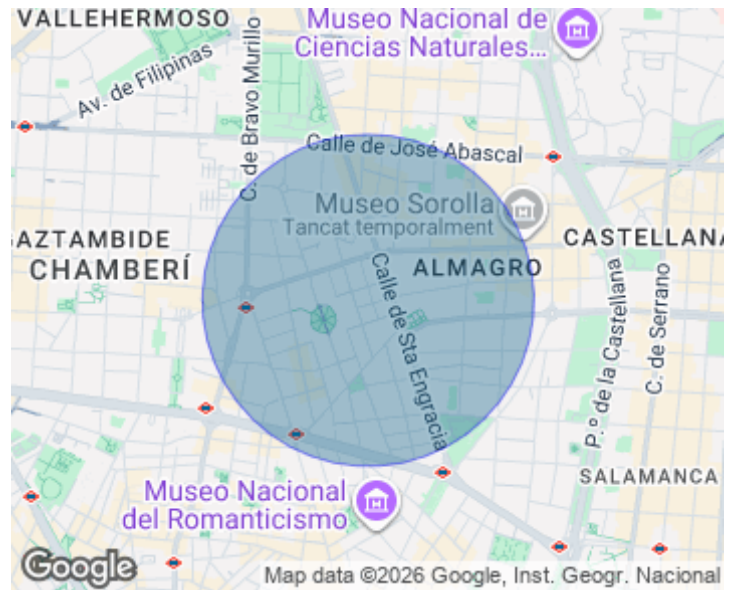 VALLEHERMOSO
Museo Nacional de
Ciencias Naturales...
Av. de Filipinas
C. de Bravo Murillo
Calle de José Abascal
Museo Sorolla
Tancat temporalment
AZTAMBIDE
CASTELLANA
CHAMBERÍ
ALMAGRO
Calle de Sta Engracia
P.º de la Castellana
C. de Serrano
SALAMANCA
Museo Nacional
del Romanticismo
Google
Map data ©2026 Google, Inst. Geogr. Nacional